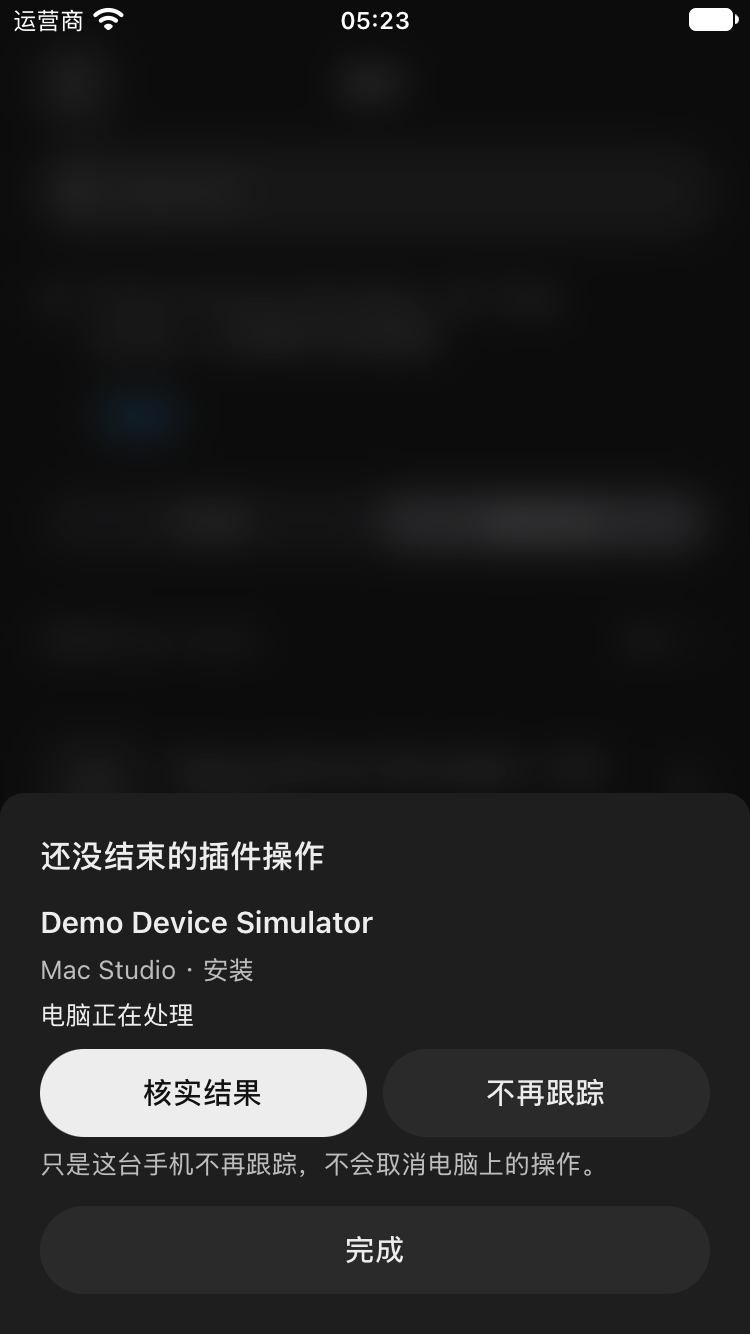 运营商
05:23
还没结束的插件操作
Demo Device Simulator
Mac Studio · 安装
电脑正在处理
核实结果
不再跟踪
只是这台手机不再跟踪，不会取消电脑上的操作。
完成